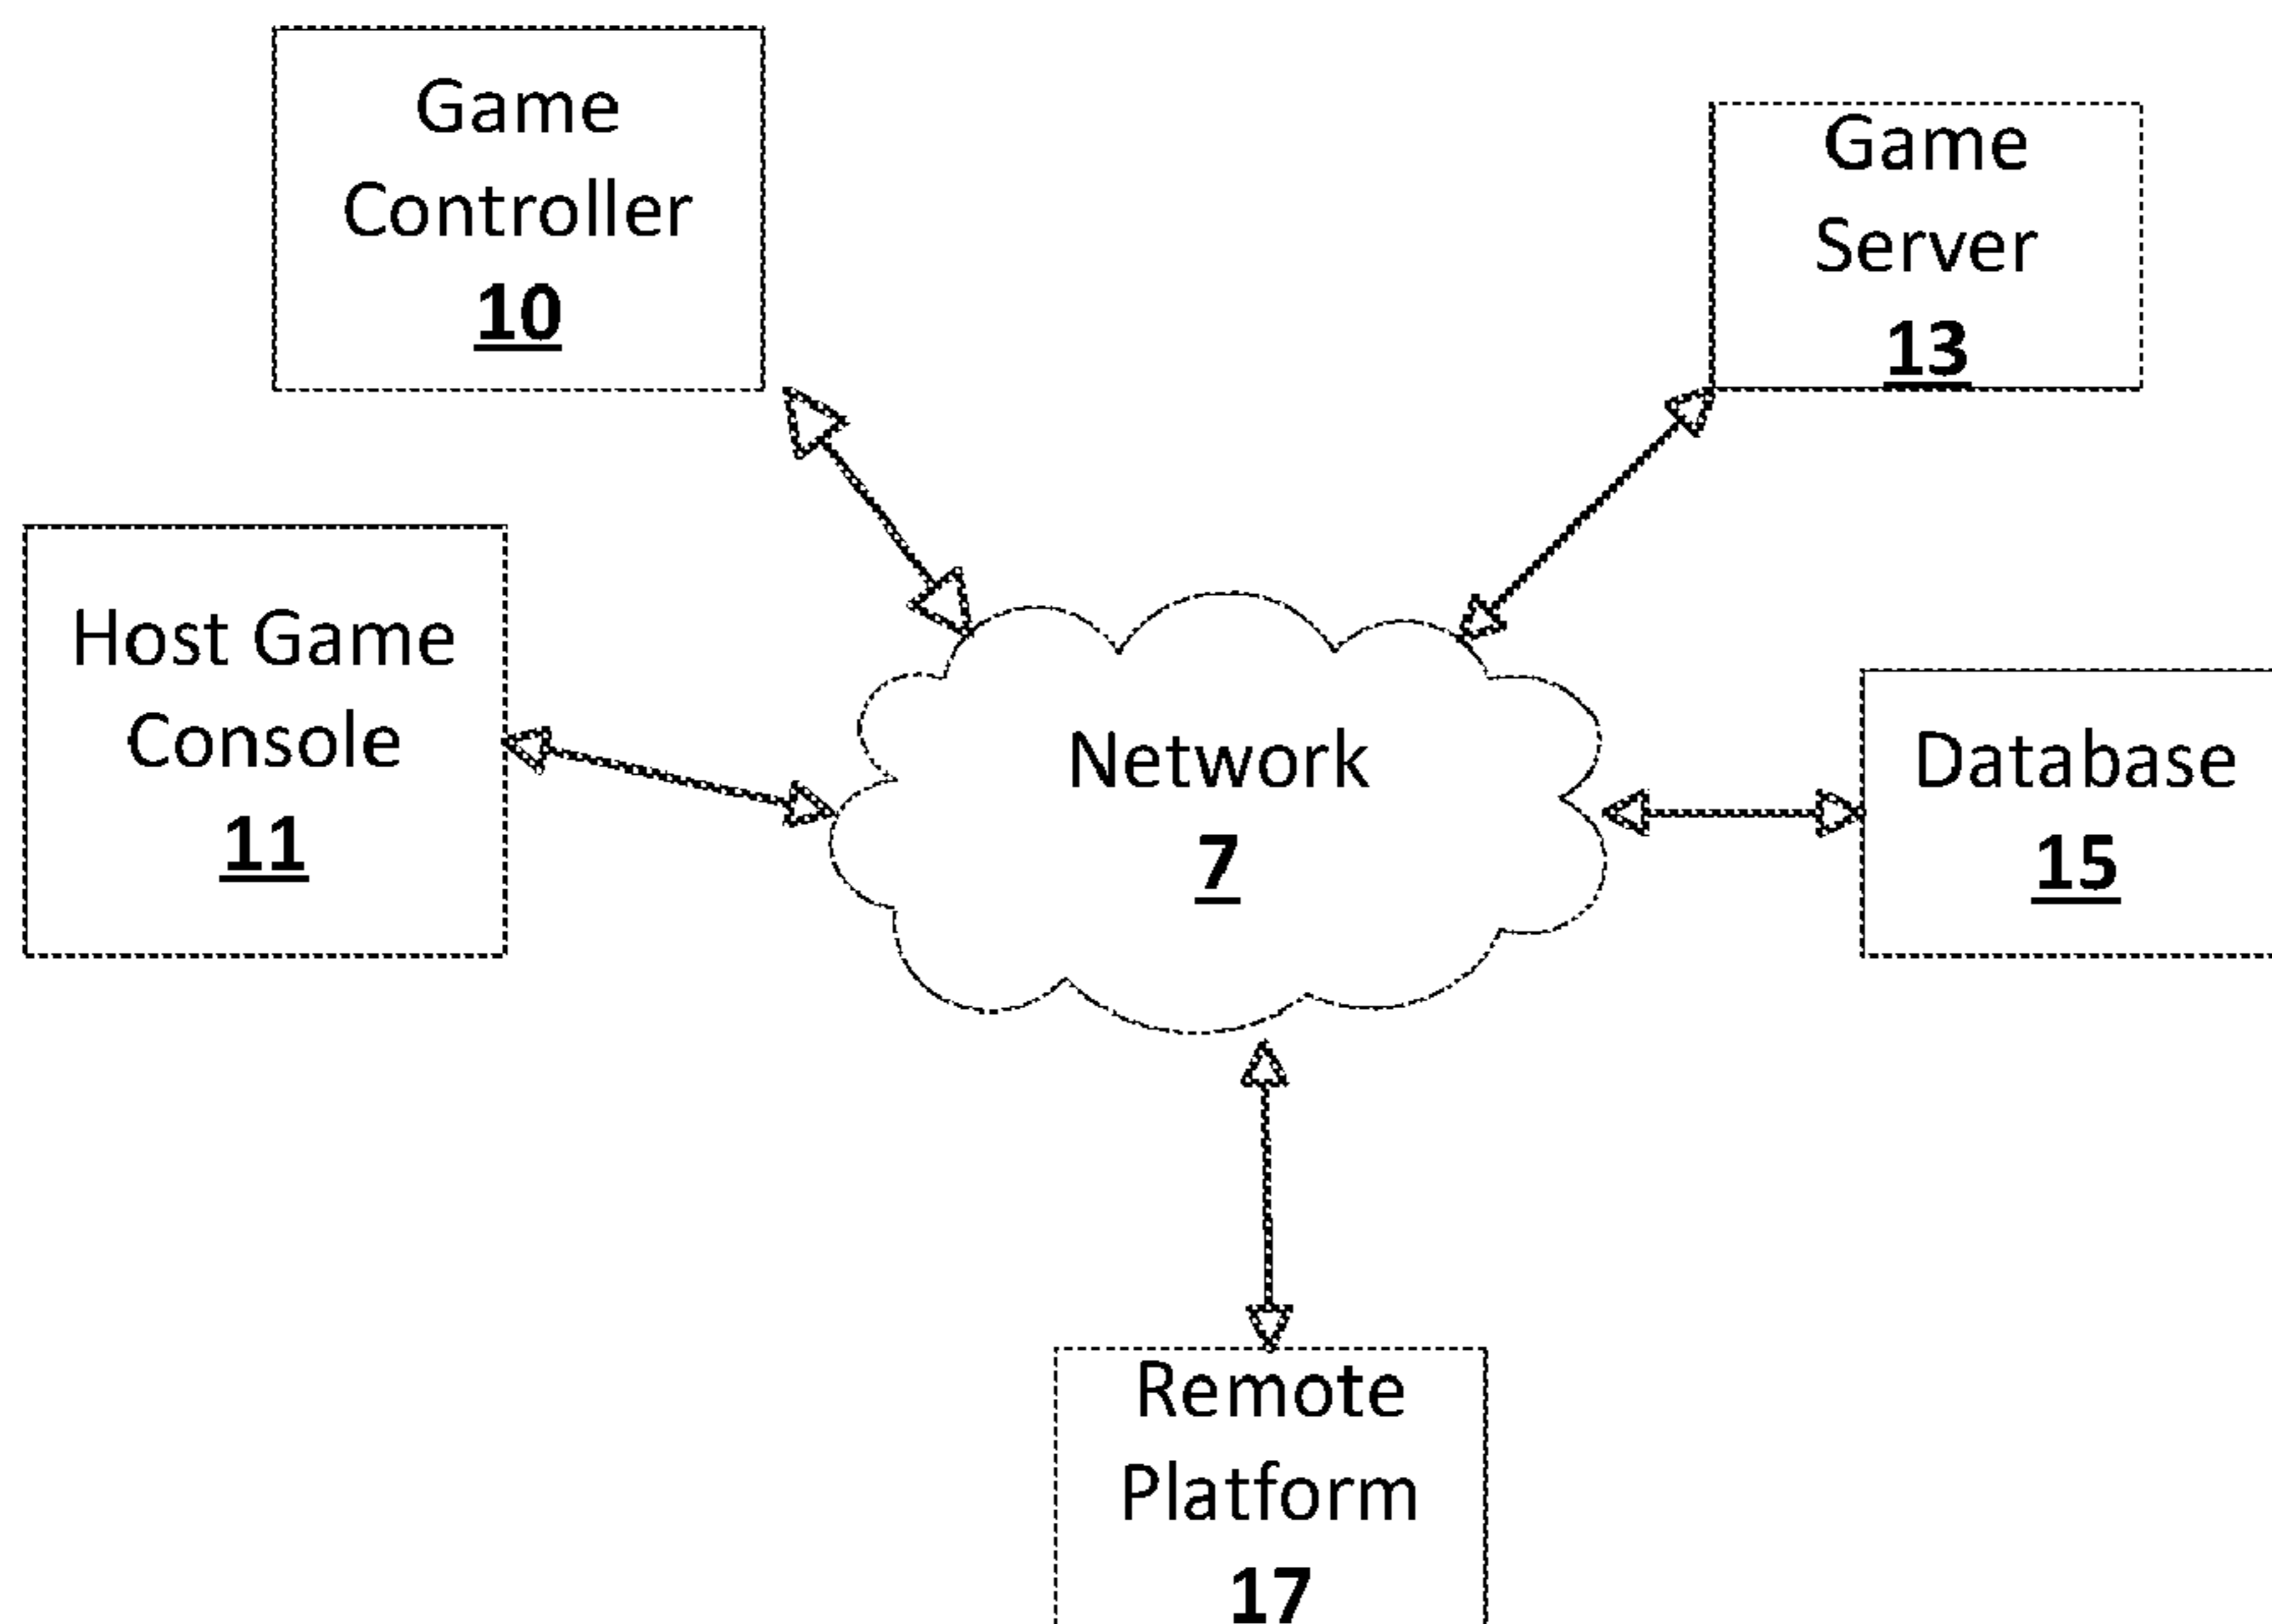 Game
Controller
10
Game
Server
13
Host Game
Console
11
Network
7
Database
15
Remote
Platform
17